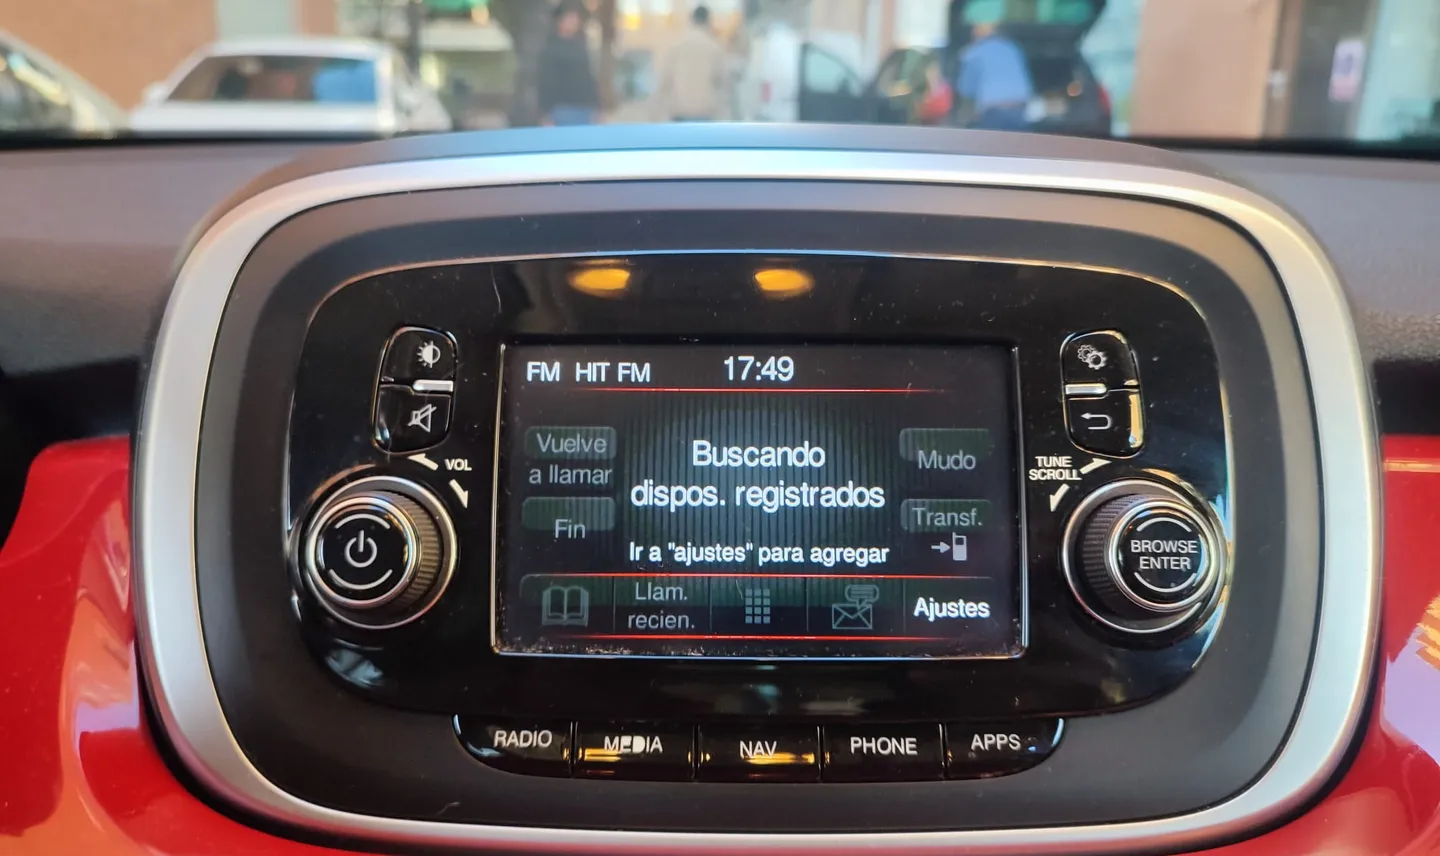 FM HIT FM 17:49
Vuelve
a llamar
Fin
Buscando
dispos. registrados
Ir a "ajustes" para agregar
Mudo
Transf.
Llam.
recien.
Ajustes
VOL
TUNE
SCROLL
BROWSE
ENTER
RADIO
MEDIA
NAV
PHONE
APPS